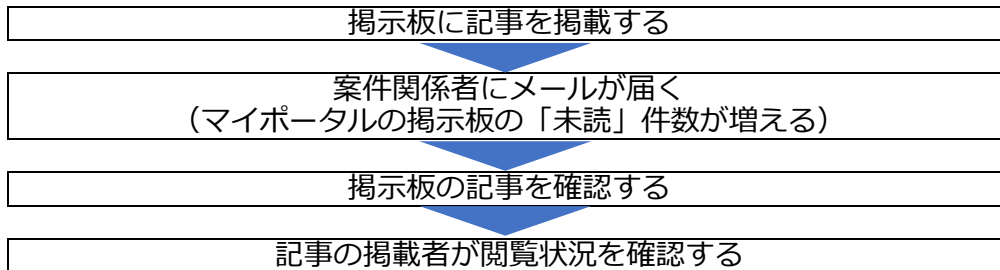 掲示板に記事を掲載する
案件関係者にメールが届く
（マイポータルの掲示板の「未読」件数が増える）
掲示板の記事を確認する
記事の掲載者が閲覧状況を確認する